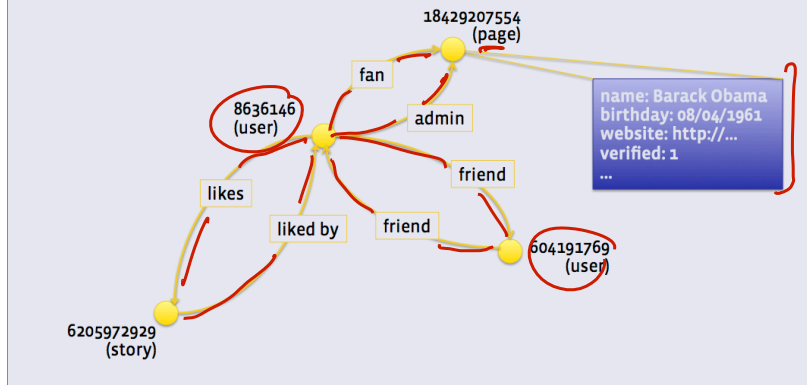 18429207554
(page)
fan
name: Barack Obama
birthday: 08/04/1961
website: http://...
verified: 1
...
8636146
(user)
admin
likes
friend
liked by
friend
604191769
(user)
6205972929
(story)